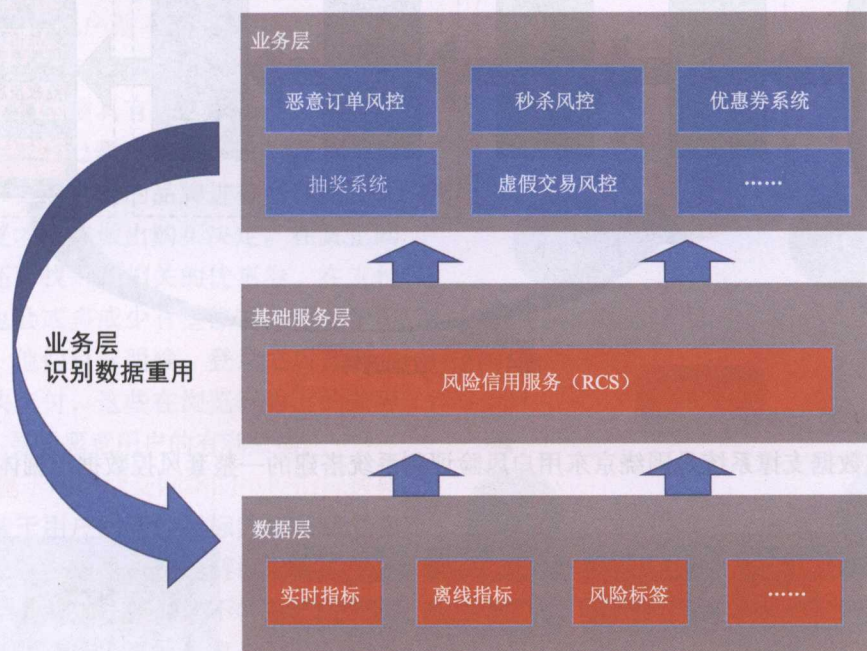 业务层
恶意订单风控
秒杀风控
优惠券系统
抽奖系统
虚假交易风控
……
业务层
识别数据重用
基础服务层
风险信用服务（RCS）
数据层
实时指标
离线指标
风险标签
……